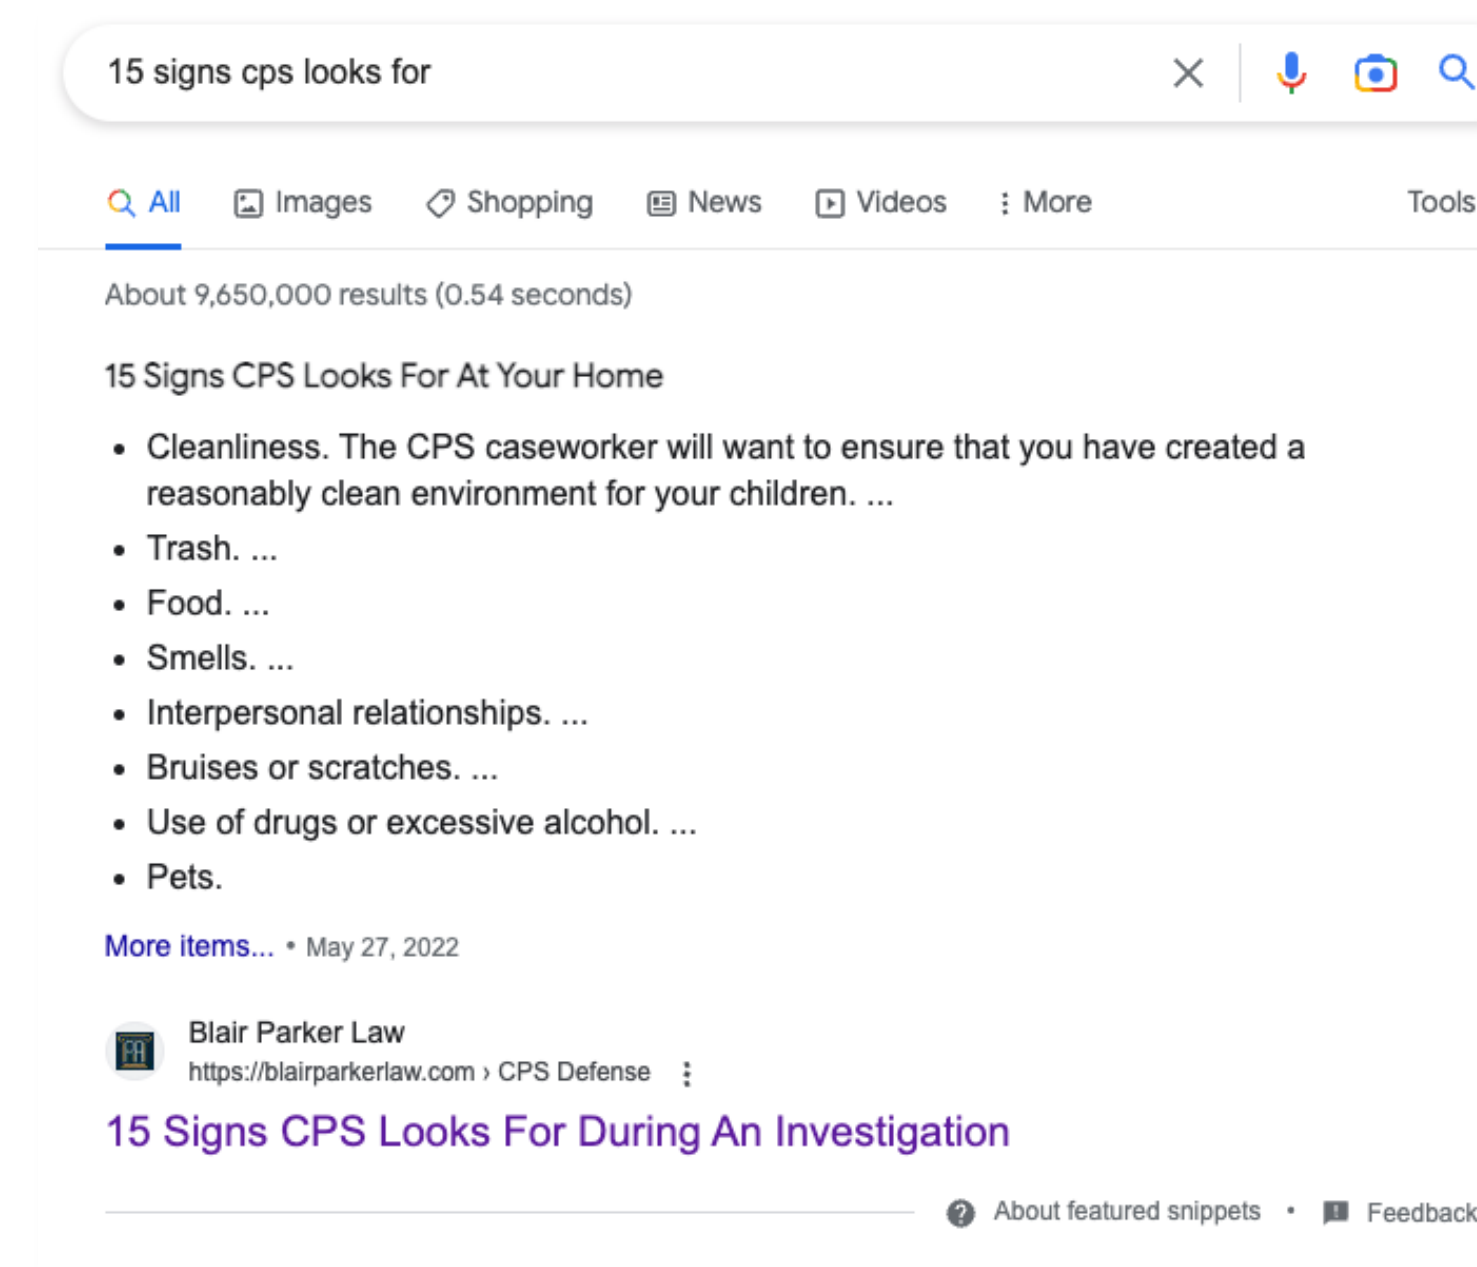 15 signs cps looks for
All Images Shopping News Videos More Tools
About 9,650,000 results (0.54 seconds)
15 Signs CPS Looks For At Your Home
• Cleanliness. The CPS caseworker will want to ensure that you have created a
reasonably clean environment for your children. ...
• Trash. ...
• Food. ...
• Smells. ...
• Interpersonal relationships. ...
• Bruises or scratches. ...
• Use of drugs or excessive alcohol. ...
• Pets.
More items... • May 27, 2022
Blair Parker Law
https://blairparkerlaw.com › CPS Defense
15 Signs CPS Looks For During An Investigation
About featured snippets • Feedback